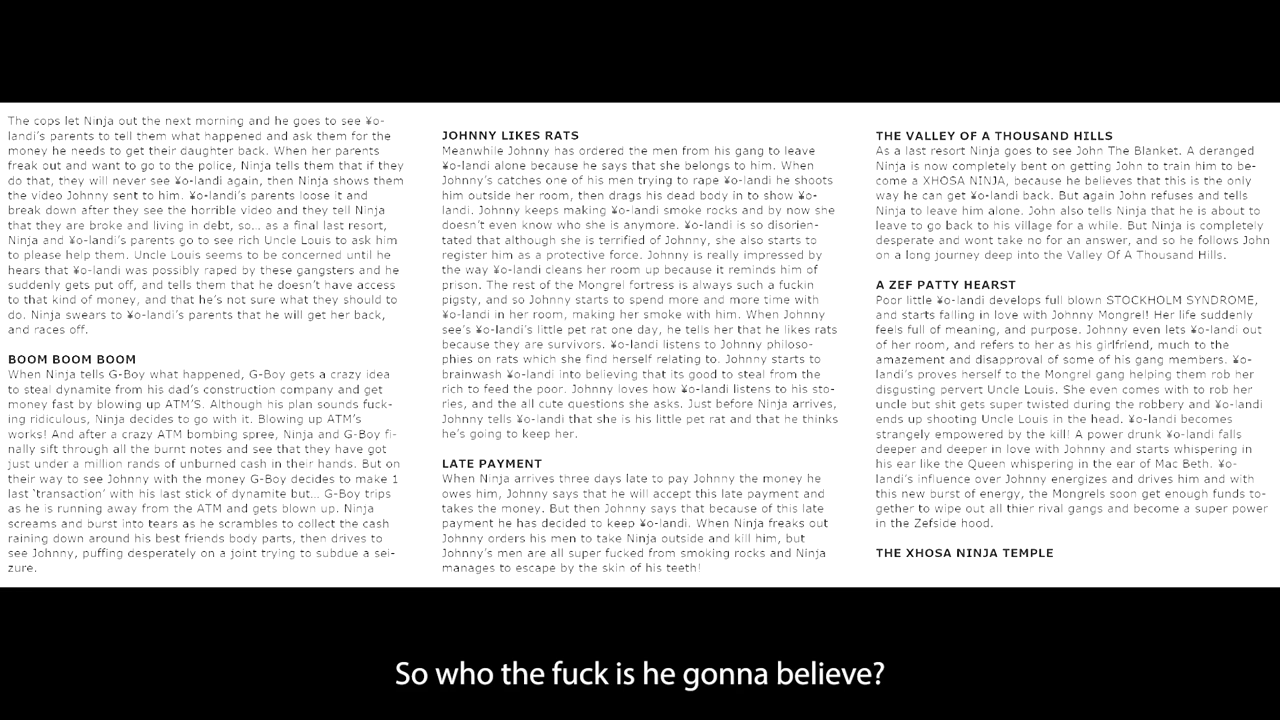 The cops let Ninja out the next morning and he goes to see ¥o-
landi's parents to tell them what happened and ask them for the
money he needs to get their daughter back. When her parents
freak out and want to go to the police, Ninja tells them that if they
do that, they will never see ¥o-landi again, then Ninja shows them
the video Johnny sent to him. ¥o-landi's parents loose it and
break down after they see the horrible video and they tell Ninja
that they are broke and living in debt, so... as a final last resort,
Ninja and ¥o-landi's parents go to see rich Uncle Louis to ask him
to please help them. Uncle Louis seems to be concerned until he
hears that ¥o-landi was possibly raped by these gangsters and he
suddenly gets put off, and tells them that he doesn't have access
to that kind of money, and that he's not sure what they should to
do. Ninja swears to ¥o-landi's parents that he will get her back,
and races off.
BOOM BOOM BOOM
When Ninja tells G-Boy what happened, G-Boy gets a crazy idea
to steal dynamite from his dad's construction company and get
money fast by blowing up ATM'S. Although his plan sounds fuck-
ing ridiculous, Ninja decides to go with it. Blowing up ATM's
works! And after a crazy ATM bombing spree, Ninja and G-Boy fi-
nally sift through all the burnt notes and see that they have got
just under a million rands of unburned cash in their hands. But on
their way to see Johnny with the money G-Boy decides to make 1
last 'transaction' with his last stick of dynamite but... G-Boy trips
as he is running away from the ATM and gets blown up. Ninja
screams and burst into tears as he scrambles to collect the cash
raining down around his best friends body parts, then drives to
see Johnny, puffing desperately on a joint trying to subdue a sei-
zure.
JOHNNY LIKES RATS
Meanwhile Johnny has ordered the men from his gang to leave
¥o-landi alone because he says that she belongs to him. When
Johnny's catches one of his men trying to rape ¥o-landi he shoots
him outside her room, then drags his dead body in to show ¥o-
landi. Johnny keeps making ¥o-landi smoke rocks and by now she
doesn't even know who she is anymore. ¥o-landi is so disorien-
tated that although she is terrified of Johnny, she also starts to
register him as a protective force. Johnny is really impressed by
the way ¥o-landi cleans her room up because it reminds him of
prison. The rest of the Mongrel fortress is always such a fuckin
pigsty, and so Johnny starts to spend more and more time with
¥o-landi in her room, making her smoke with him. When Johnny
see's ¥o-landi's little pet rat one day, he tells her that he likes rats
because they are survivors. ¥o-landi listens to Johnny philoso-
phies on rats which she find herself relating to. Johnny starts to
brainwash ¥o-landi into believing that its good to steal from the
rich to feed the poor. Johnny loves how ¥o-landi listens to his sto-
ries, and the all cute questions she asks. Just before Ninja arrives,
Johnny tells ¥o-landi that she is his little pet rat and that he thinks
he's going to keep her.
LATE PAYMENT
When Ninja arrives three days late to pay Johnny the money he
owes him, Johnny says that he will accept this late payment and
takes the money. But then Johnny says that because of this late
payment he has decided to keep ¥o-landi. When Ninja freaks out
Johnny orders his men to take Ninja outside and kill him, but
Johnny's men are all super fucked from smoking rocks and Ninja
manages to escape by the skin of his teeth!
THE VALLEY OF A THOUSAND HILLS
As a last resort Ninja goes to see John The Blanket. A deranged
Ninja is now completely bent on getting John to train him to be-
come a XHOSA NINJA, because he believes that this is the only
way he can get ¥o-landi back. But again John refuses and tells
Ninja to leave him alone. John also tells Ninja that he is about to
leave to go back to his village for a while. But Ninja is completely
desperate and wont take no for an answer, and so he follows John
on a long journey deep into the Valley Of A Thousand Hills.
A ZEF PATTY HEARST
Poor little ¥o-landi develops full blown STOCKHOLM SYNDROME,
and starts falling in love with Johnny Mongrel! Her life suddenly
feels full of meaning, and purpose. Johnny even lets ¥o-landi out
of her room, and refers to her as his girlfriend, much to the
amazement and disapproval of some of his gang members. ¥o-
landi's proves herself to the Mongrel gang helping them rob her
disgusting pervert Uncle Louis. She even comes with to rob her
uncle but shit gets super twisted during the robbery and ¥o-landi
ends up shooting Uncle Louis in the head. ¥o-landi becomes
strangely empowered by the kill! A power drunk ¥o-landi falls
deeper and deeper in love with Johnny and starts whispering in
his ear like the Queen whispering in the ear of Mac Beth. ¥o-
landi's influence over Johnny energizes and drives him and with
this new burst of energy, the Mongrels soon get enough funds to-
gether to wipe out all thier rival gangs and become a super power
in the Zefside hood.
THE XHOSA NINJA TEMPLE
So who the fuck is he gonna believe?